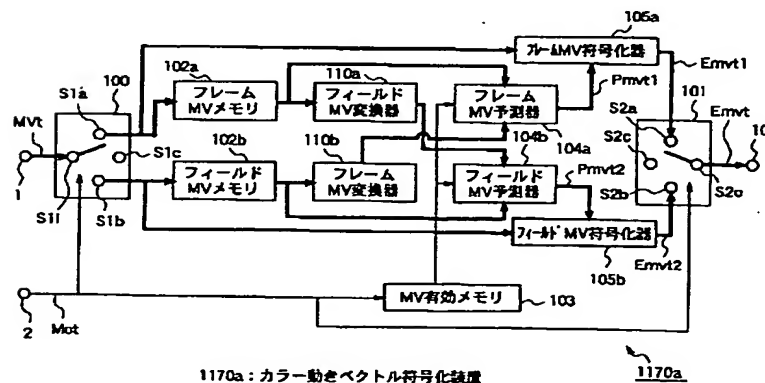 105a
フレームMV符号化器
Emvt1
102a
110a
Pmvt1
100
S1a
フレーム
MVメモリ
フィールド
MV変換器
フレーム
MV予測器
S2a
101
Emvt
MVt
S1c
102b
110b
104b
104a
S2c
10
1
S1i
S1b
フィールド
MVメモリ
フレーム
MV変換器
フィールド
MV予測器
Pmvt2
S2b
S2o
フィールドMV符号化器
Emvt2
105b
2
Mot
MV有効メモリ
103
1170a：カラー動きベクトル符号化装置
1170a